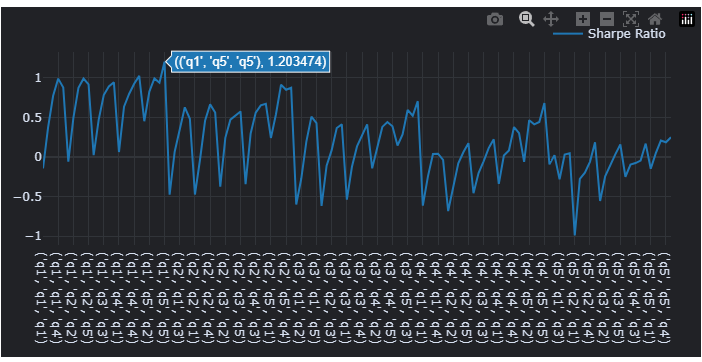 Sharpe Ratio
(('q1', 'q5', 'q5'), 1.203474)
1
0.5
0
−0.5
−1
('q1', 'q1', 'q1')
('q1', 'q1', 'q4')
('q1', 'q2', 'q2')
('q1', 'q2', 'q5')
('q1', 'q3', 'q3')
('q1', 'q4', 'q1')
('q1', 'q4', 'q4')
('q1', 'q5', 'q2')
('q1', 'q5', 'q5')
('q2', 'q1', 'q3')
('q2', 'q2', 'q1')
('q2', 'q2', 'q4')
('q2', 'q3', 'q2')
('q2', 'q3', 'q5')
('q2', 'q4', 'q3')
('q2', 'q5', 'q1')
('q2', 'q5', 'q4')
('q3', 'q1', 'q2')
('q3', 'q1', 'q5')
('q3', 'q2', 'q3')
('q3', 'q3', 'q1')
('q3', 'q3', 'q4')
('q3', 'q4', 'q2')
('q3', 'q4', 'q5')
('q3', 'q5', 'q3')
('q4', 'q1', 'q1')
('q4', 'q1', 'q4')
('q4', 'q2', 'q2')
('q4', 'q2', 'q5')
('q4', 'q3', 'q3')
('q4', 'q4', 'q1')
('q4', 'q4', 'q4')
('q4', 'q5', 'q2')
('q4', 'q5', 'q5')
('q5', 'q1', 'q3')
('q5', 'q2', 'q1')
('q5', 'q2', 'q4')
('q5', 'q3', 'q2')
('q5', 'q3', 'q5')
('q5', 'q4', 'q3')
('q5', 'q5', 'q1')
('q5', 'q5', 'q4')